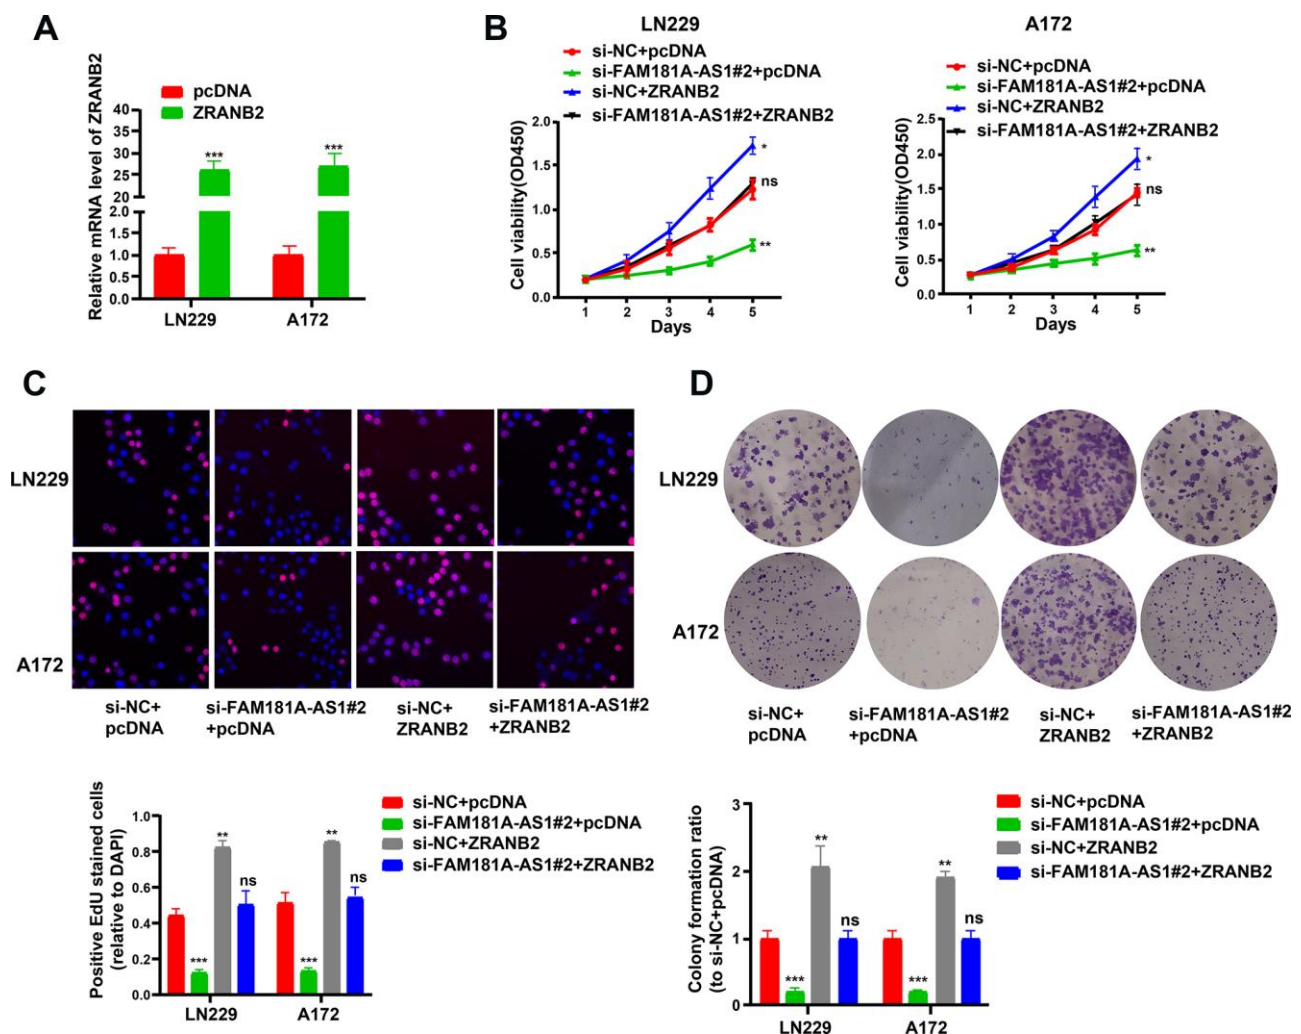 A
pcDNA
ZRANB2
Relative mRNA level of ZRANB2
40
35
30
25
20
2.0
1.5
1.0
0.5
0.0
***
***
LN229
A172
B
LN229
si-NC+pcDNA
si-FAM181A-AS1#2+pcDNA
si-NC+ZRANB2
si-FAM181A-AS1#2+ZRANB2
Cell viability(OD450)
2.0
1.5
1.0
0.5
0.0
*
ns
**
1 2 3 4 5
Days
A172
si-NC+pcDNA
si-FAM181A-AS1#2+pcDNA
si-NC+ZRANB2
si-FAM181A-AS1#2+ZRANB2
Cell viability(OD450)
2.5
2.0
1.5
1.0
0.5
0.0
*
ns
**
1 2 3 4 5
Days
C
LN229
A172
si-NC+
pcDNA
si-FAM181A-AS1#2
+pcDNA
si-NC+
ZRANB2
si-FAM181A-AS1#2
+ZRANB2
si-NC+pcDNA
si-FAM181A-AS1#2+pcDNA
si-NC+ZRANB2
si-FAM181A-AS1#2+ZRANB2
Positive EdU stained cells
(relative to DAPI)
0.8
0.6
0.4
0.2
0.0
***
**
ns
***
**
ns
LN229
A172
D
LN229
A172
si-NC+
pcDNA
si-FAM181A-AS1#2
+pcDNA
si-NC+
ZRANB2
si-FAM181A-AS1#2
+ZRANB2
si-NC+pcDNA
si-FAM181A-AS1#2+pcDNA
si-NC+ZRANB2
si-FAM181A-AS1#2+ZRANB2
Colony formation ratio
(to si-NC+pcDNA)
3
2
1
0
***
**
ns
***
**
ns
LN229
A172